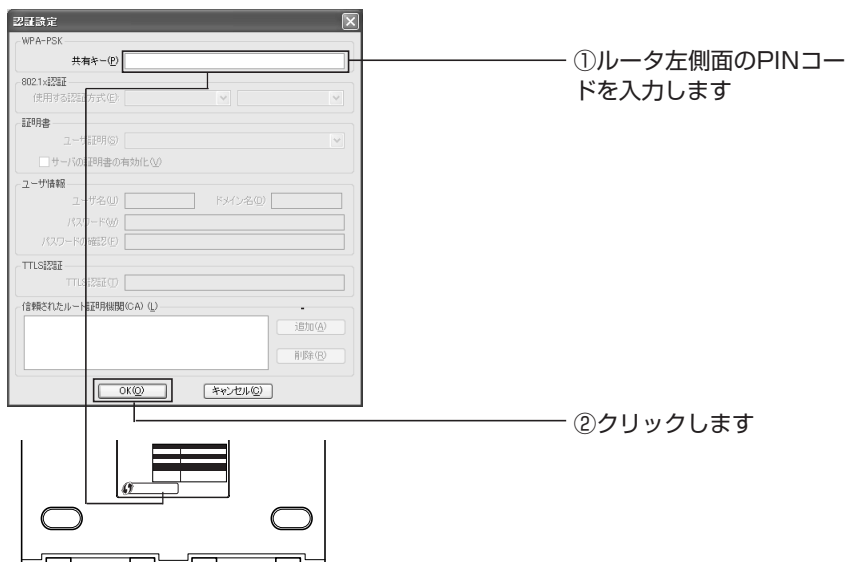 認証設定
WPA-PSK
共有キー(P)
802.1x認証
使用する認証方式(E)
証明書
ユーザ証明(S)
サーバの証明書の有効化(V)
ユーザ情報
ユーザ名(U) ドメイン名(D)
パスワード(W)
パスワードの確認(F)
TTLS認証
TTLS認証(T)
信頼されたルート証明機関(CA) (L)
追加(A)
削除(R)
OK(O) キャンセル(C)
①ルータ左側面のPINコー
ドを入力します
②クリックします